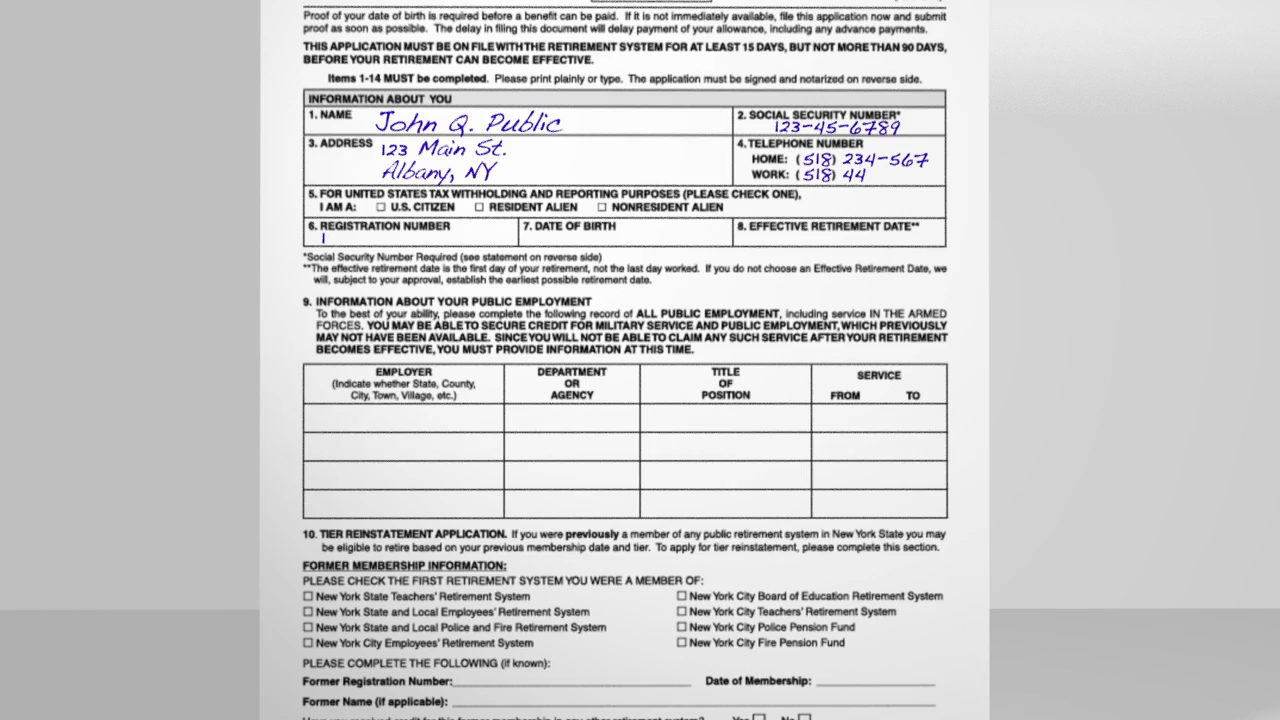 Proof of your date of birth is required before a benefit can be paid. If it is not immediately available, file this application now and submit
proof as soon as possible. The delay in filing this document will delay payment of your allowance, including any advance payments.
THIS APPLICATION MUST BE ON FILE WITH THE RETIREMENT SYSTEM FOR AT LEAST 15 DAYS, BUT NOT MORE THAN 90 DAYS,
BEFORE YOUR RETIREMENT CAN BECOME EFFECTIVE.
Items 1-14 MUST be completed. Please print plainly or type. The application must be signed and notarized on reverse side.
INFORMATION ABOUT YOU
1. NAME John Q. Public
2. SOCIAL SECURITY NUMBER*
123-45-6789
3. ADDRESS 123 Main St.
Albany, NY
4. TELEPHONE NUMBER
HOME: (518) 234-567
WORK: (518) 44
5. FOR UNITED STATES TAX WITHHOLDING AND REPORTING PURPOSES (PLEASE CHECK ONE),
I AM A: ☐ U.S. CITIZEN ☐ RESIDENT ALIEN ☐ NONRESIDENT ALIEN
6. REGISTRATION NUMBER 7. DATE OF BIRTH 8. EFFECTIVE RETIREMENT DATE**
1
*Social Security Number Required (see statement on reverse side)
**The effective retirement date is the first day of your retirement, not the last day worked. If you do not choose an Effective Retirement Date, we
will, subject to your approval, establish the earliest possible retirement date.
9. INFORMATION ABOUT YOUR PUBLIC EMPLOYMENT
To the best of your ability, please complete the following record of ALL PUBLIC EMPLOYMENT, including service IN THE ARMED
FORCES. YOU MAY BE ABLE TO SECURE CREDIT FOR MILITARY SERVICE AND PUBLIC EMPLOYMENT, WHICH PREVIOUSLY
MAY NOT HAVE BEEN AVAILABLE. SINCE YOU WILL NOT BE ABLE TO CLAIM ANY SUCH SERVICE AFTER YOUR RETIREMENT
BECOMES EFFECTIVE, YOU MUST PROVIDE INFORMATION AT THIS TIME.
EMPLOYER
(Indicate whether State, County,
City, Town, Village, etc.)
DEPARTMENT
OR
AGENCY
TITLE
OF
POSITION
SERVICE
FROM TO
10. TIER REINSTATEMENT APPLICATION. If you were previously a member of any public retirement system in New York State you may
be eligible to retire based on your previous membership date and tier. To apply for tier reinstatement, please complete this section.
FORMER MEMBERSHIP INFORMATION:
PLEASE CHECK THE FIRST RETIREMENT SYSTEM YOU WERE A MEMBER OF:
☐ New York State Teachers' Retirement System ☐ New York City Board of Education Retirement System
☐ New York State and Local Employees' Retirement System ☐ New York City Teachers' Retirement System
☐ New York State and Local Police and Fire Retirement System ☐ New York City Police Pension Fund
☐ New York City Employees' Retirement System ☐ New York City Fire Pension Fund
PLEASE COMPLETE THE FOLLOWING (if known):
Former Registration Number: Date of Membership:
Former Name (if applicable):